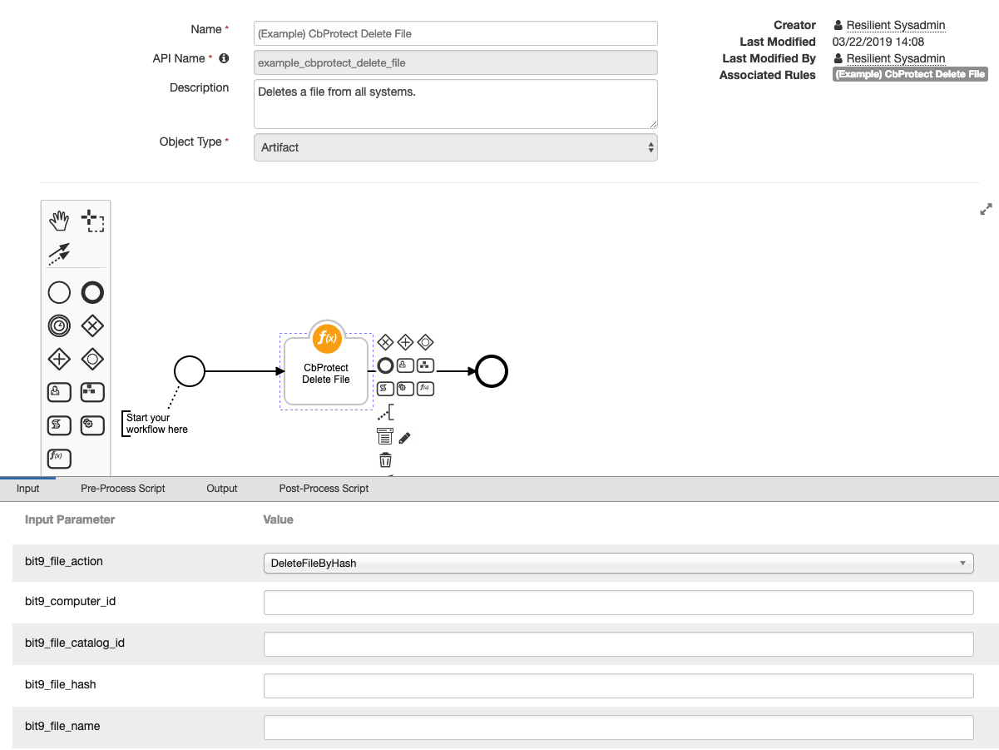 Name *
(Example) CbProtect Delete File
API Name *
example_cbprotect_delete_file
Description
Deletes a file from all systems.
Object Type *
Artifact
Creator
Resilient Sysadmin
Last Modified
03/22/2019 14:08
Last Modified By
Resilient Sysadmin
Associated Rules
(Example) CbProtect Delete File
f(x)
CbProtect
Delete File
Start your
workflow here
f(x)
f(x)
Input
Pre-Process Script
Output
Post-Process Script
Input Parameter
Value
bit9_file_action
DeleteFileByHash
bit9_computer_id
bit9_file_catalog_id
bit9_file_hash
bit9_file_name